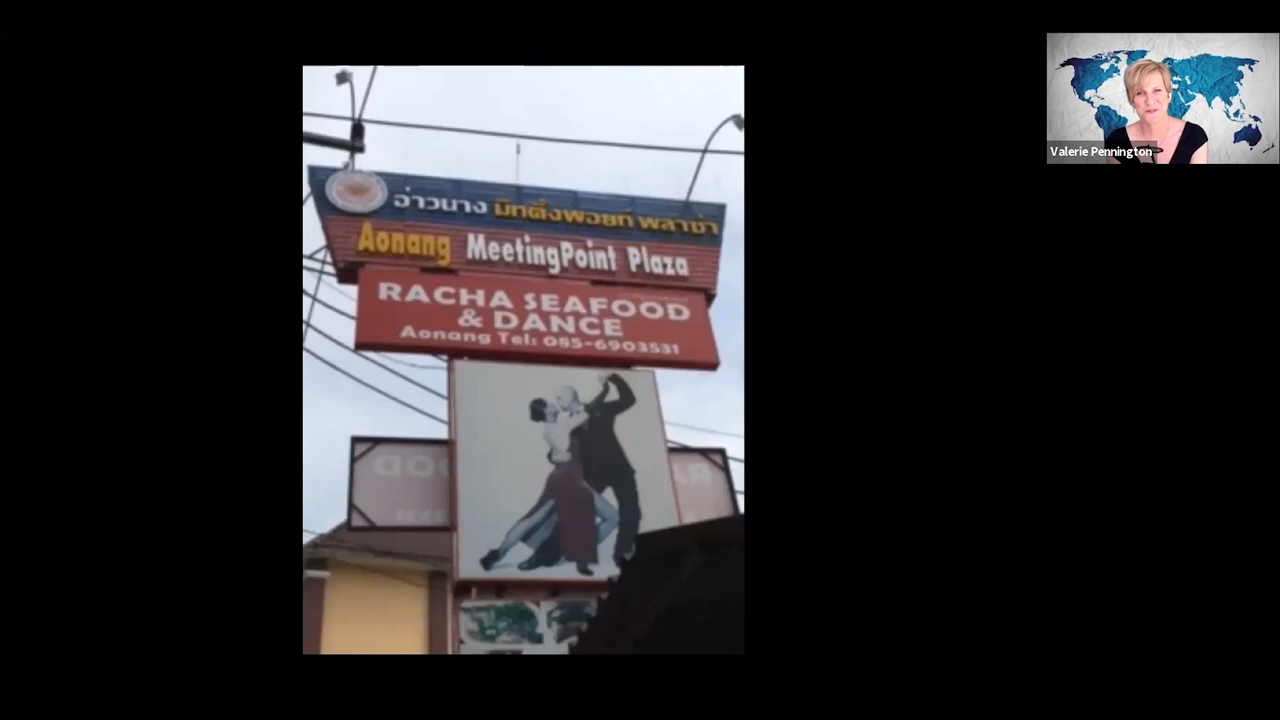 อ่าวนาง มีทติ้งพอยท์ พลาซ่า
Aonang MeetingPoint Plaza
RACHA SEAFOOD
& DANCE
Aonang Tel: 085-6903531
Valerie Pennington